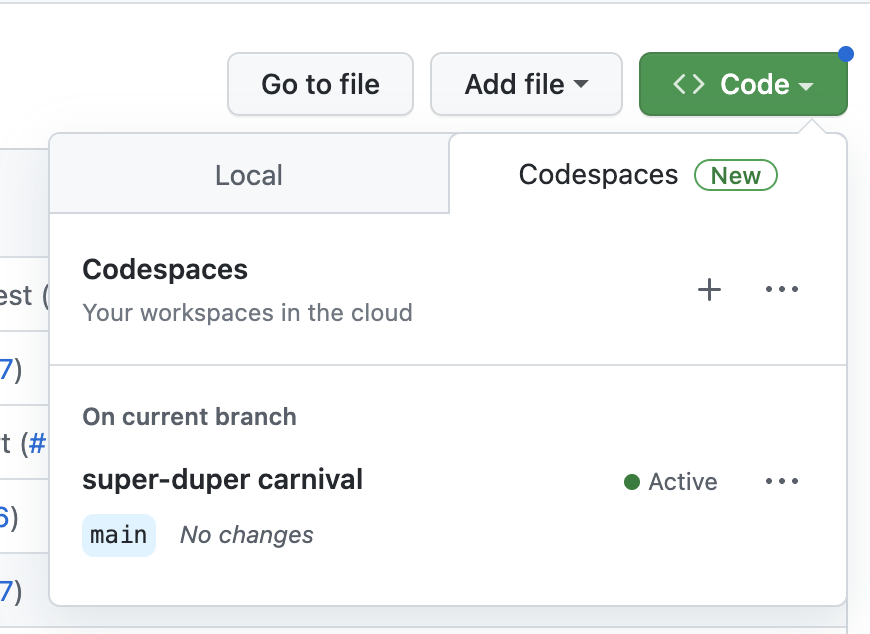 Go to file
Add file
<> Code
Local
Codespaces New
Codespaces
Your workspaces in the cloud
est (
7)
On current branch
t (#
super-duper carnival
Active
6)
main No changes
7)